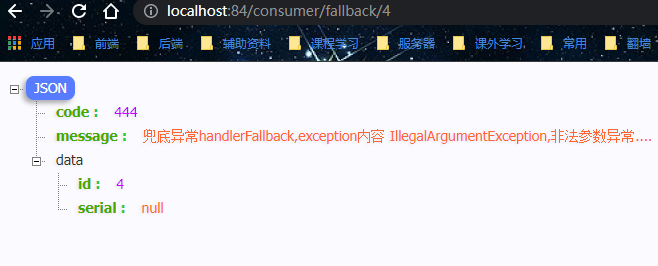 localhost:84/consumer/fallback/4
应用 前端 后端 辅助资料 课程学习 服务器 课外学习 常用 翻墙
JSON
code : 444
message : 兜底异常handlerFallback,exception内容 IllegalArgumentException,非法参数异常....
data
id : 4
serial : null